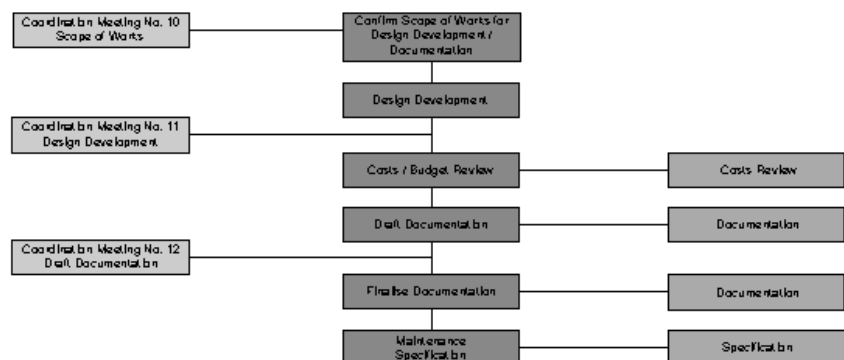 Coordination Meeting No. 10
Scope of Works
Confirm Scope of Works for
Design Development /
Documentation
Design Development
Coordination Meeting No. 11
Design Development
Costs / Budget Review
Costs Review
Draft Documentation
Documentation
Coordination Meeting No. 12
Draft Documentation
Finalise Documentation
Documentation
Maintenance
Specification
Specification